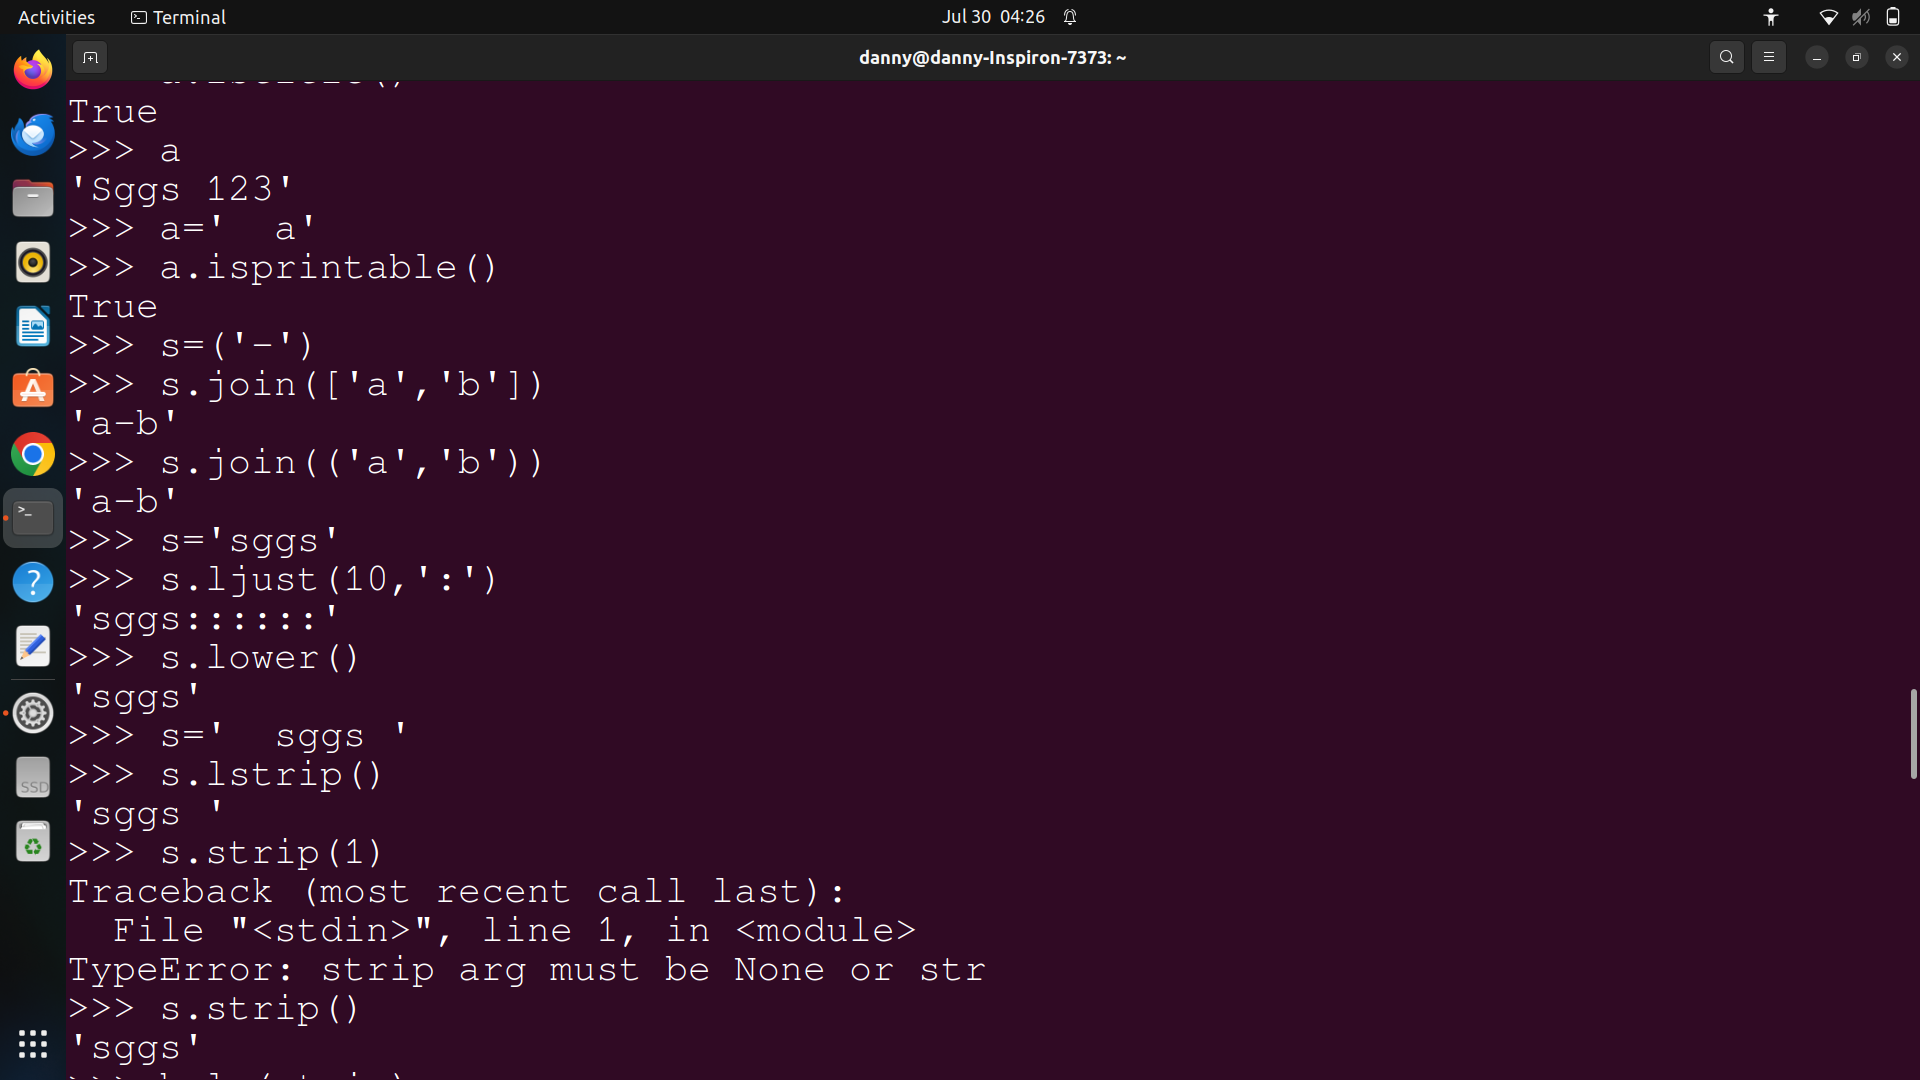 Activities
Terminal
Jul 30 04:26
danny@danny-Inspiron-7373: ~
True
>>> a
'Sggs 123'
>>> a='  a'
>>> a.isprintable()
True
>>> s=('-')
>>> s.join(['a','b'])
'a-b'
>>> s.join(('a','b'))
'a-b'
>>> s='sggs'
>>> s.ljust(10,':')
'sggs::::::'
>>> s.lower()
'sggs'
>>> s='  sggs '
>>> s.lstrip()
'sggs '
>>> s.strip(1)
Traceback (most recent call last):
  File "<stdin>", line 1, in <module>
TypeError: strip arg must be None or str
>>> s.strip()
'sggs'
SSD